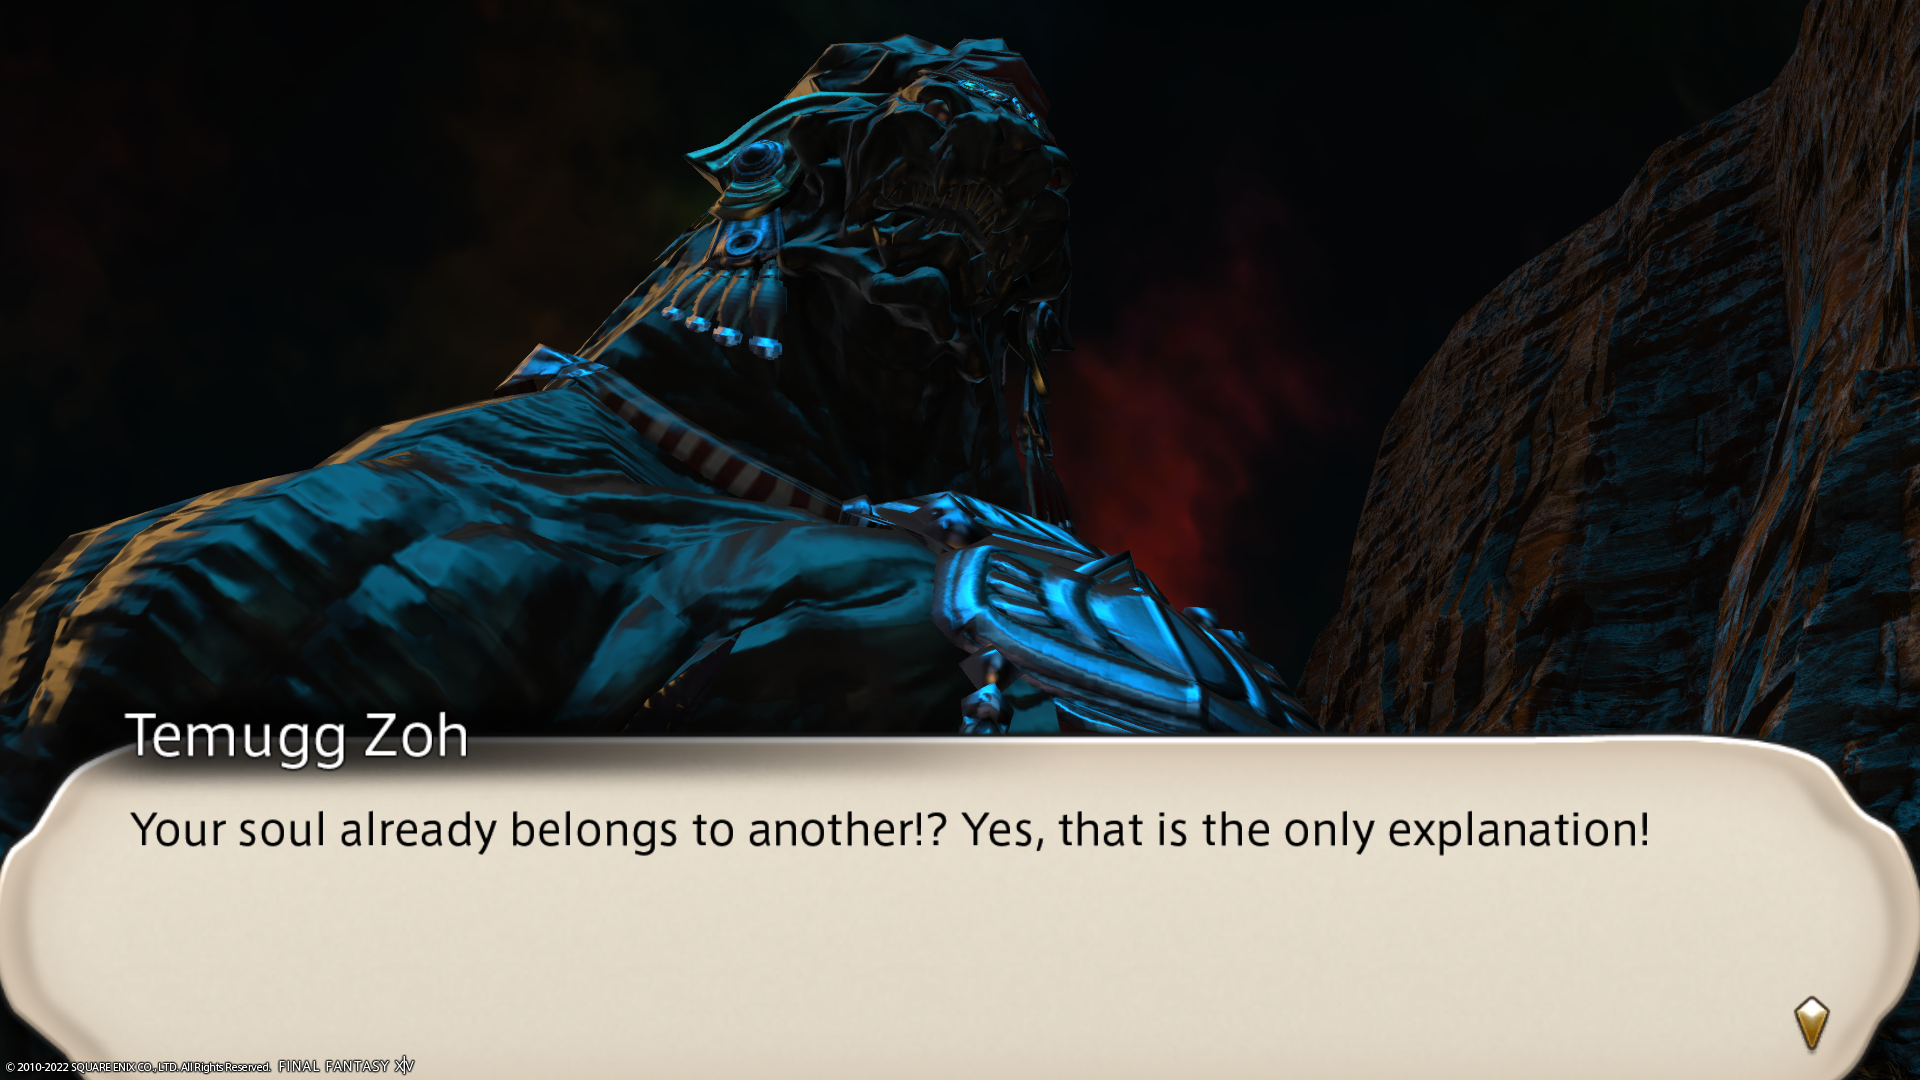 Temugg Zoh
Your soul already belongs to another!? Yes, that is the only explanation!
© 2010-2022 SQUARE ENIX CO., LTD. All Rights Reserved. FINAL FANTASY XIV